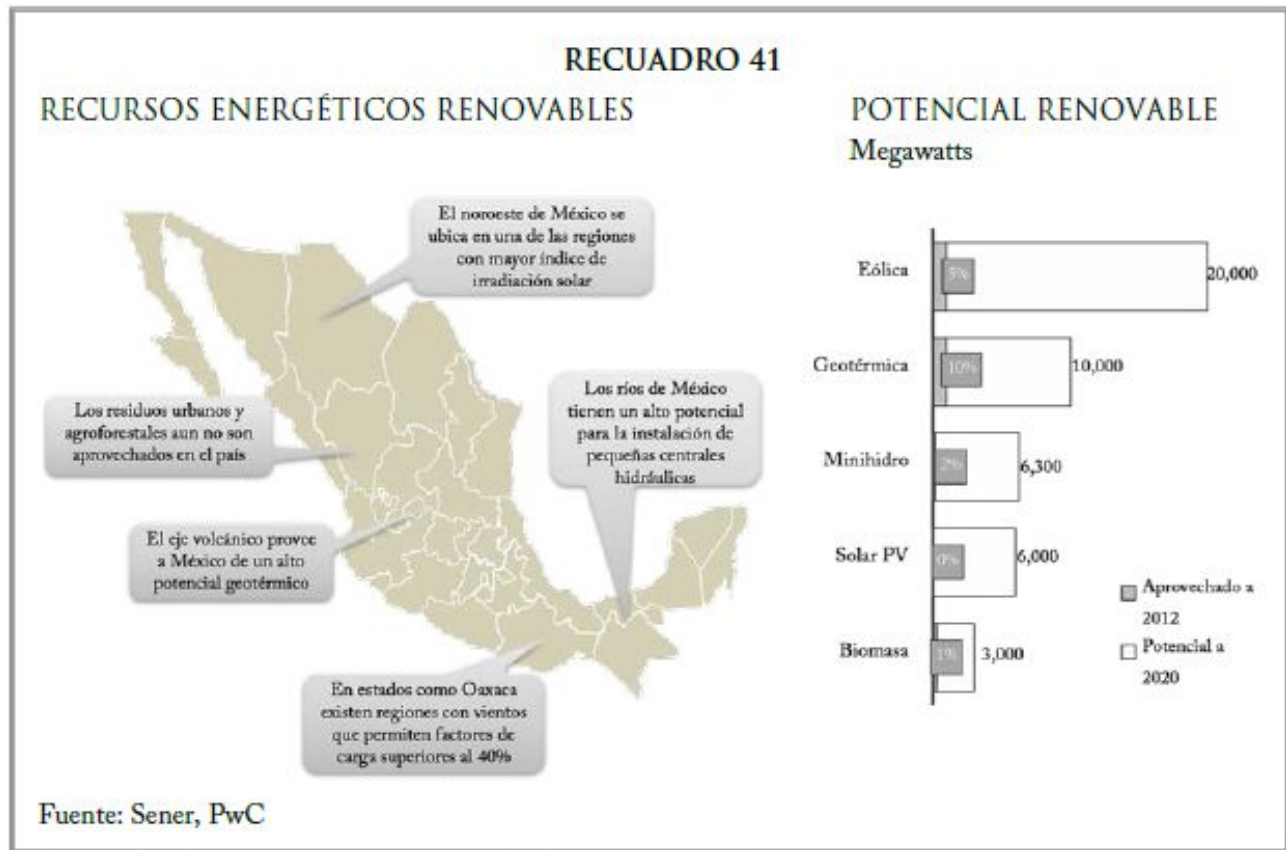 RECUADRO 41
RECURSOS ENERGÉTICOS RENOVABLES
El noroeste de México se
ubica en una de las regiones
con mayor índice de
irradiación solar
Los residuos urbanos y
agroforestales aun no son
aprovechados en el país
Los ríos de México
tienen un alto potencial
para la instalación de
pequeñas centrales
hidráulicas
El eje volcánico provee
a México de un alto
potencial geotérmico
En estados como Oaxaca
existen regiones con vientos
que permiten factores de
carga superiores al 40%
POTENCIAL RENOVABLE
Megawatts
Eólica 5% 20,000
Geotérmica 10% 10,000
Minihidro 2% 6,300
Solar PV 0% 6,000
Biomasa 1% 3,000
Aprovechado a
2012
Potencial a
2020
Fuente: Sener, PwC